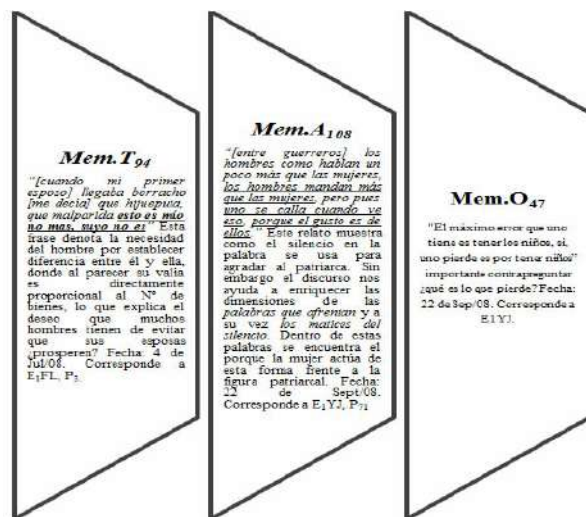 Mem.T94
"[cuando mi primer
esposo] llegaba borracho
[me decía] que hijuepua,
que malparida esto es mío
no mas, suyo no es" Esta
frase denota la necesidad
del hombre por establecer
diferencia entre él y ella,
donde al parecer su valía
es directamente
proporcional al Nº de
bienes, lo que explica el
deseo que muchos
hombres tienen de evitar
que sus esposas
¿prosperen? Fecha: 4 de
Jul/08. Corresponde a
E1FL, P3.
Mem.A108
"[entre guerreros] los
hombres como hablan un
poco más que las mujeres,
los hombres mandan más
que las mujeres, pero pues
uno se calla cuando ve
eso, porque el gusto es de
ellos." Este relato muestra
como el silencio en la
palabra se usa para
agradar al patriarca. Sin
embargo el discurso nos
ayuda a enriquecer las
dimensiones de las
palabras que afrentan y a
su vez los matices del
silencio. Dentro de estas
palabras se encuentra el
porque la mujer actúa de
esta forma frente a la
figura patriarcal. Fecha:
22 de Sept/08.
Corresponde a E1YJ, P71
Mem.O47
"El máximo error que uno
tiene es tener los niños, si,
uno pierde es por tener niños"
importante contrapreguntar
¿qué es lo que pierde? Fecha:
22 de Sep/08. Corresponde a
E1YJ.